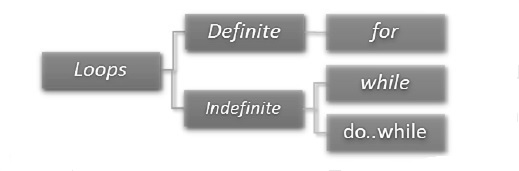 Loops
Definite
for
Indefinite
while
do..while